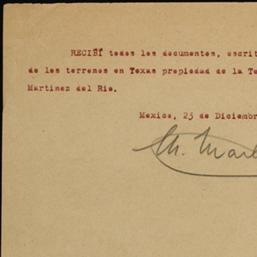 RECIBÍ todos los documentos, escrit
de los terrenos en Texas propiedad de la Te
Martinez del Rio.
Mexico, 23 de Diciembr
M. Mar